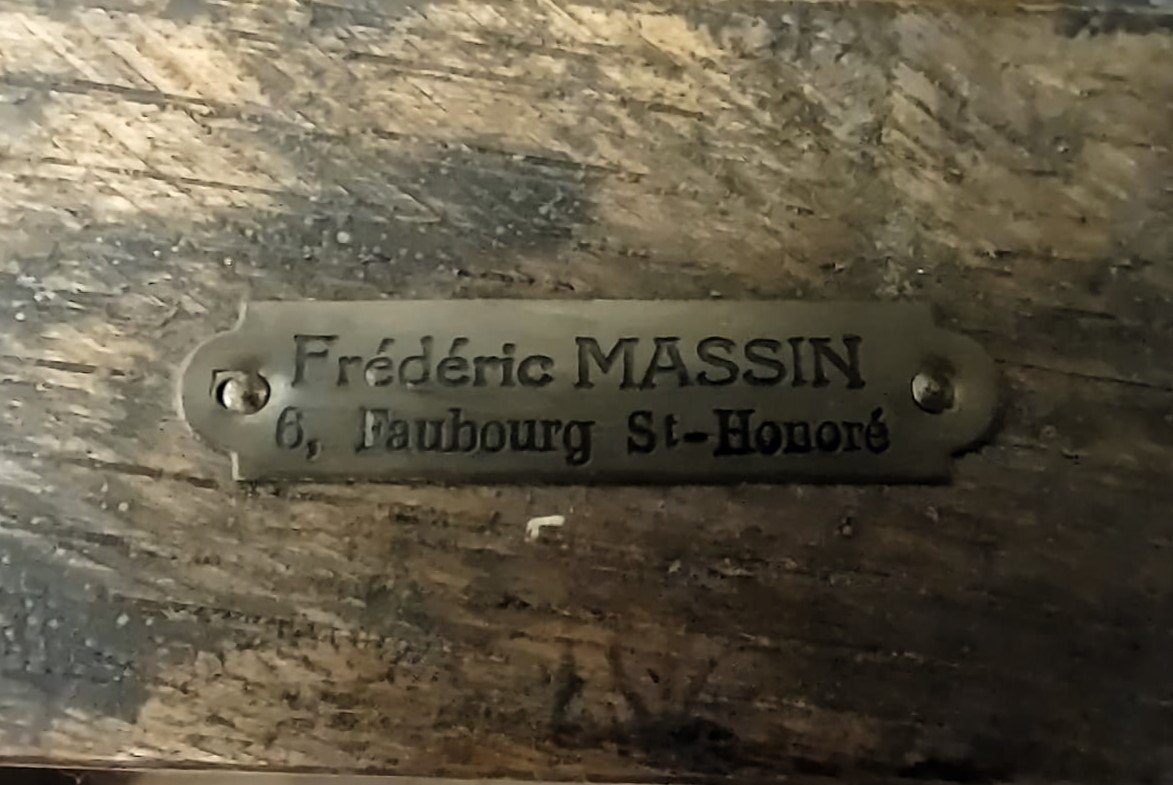 Frédéric MASSIN
6, Faubourg St-Honoré